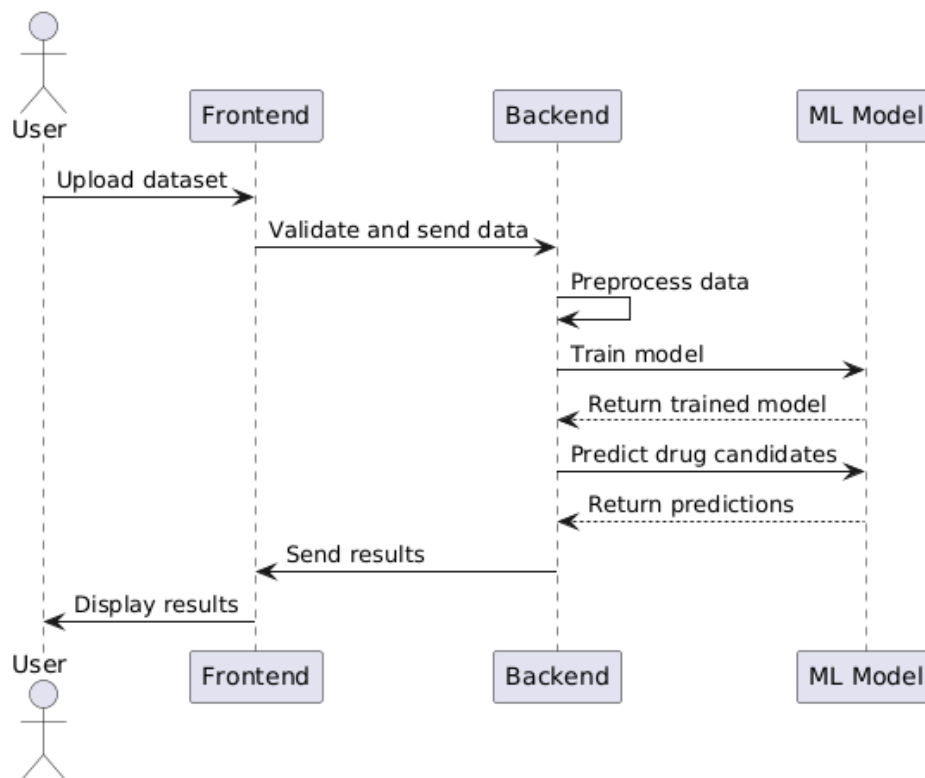 User
Frontend
Backend
ML Model
Upload dataset
Validate and send data
Preprocess data
Train model
Return trained model
Predict drug candidates
Return predictions
Send results
Display results
User
Frontend
Backend
ML Model